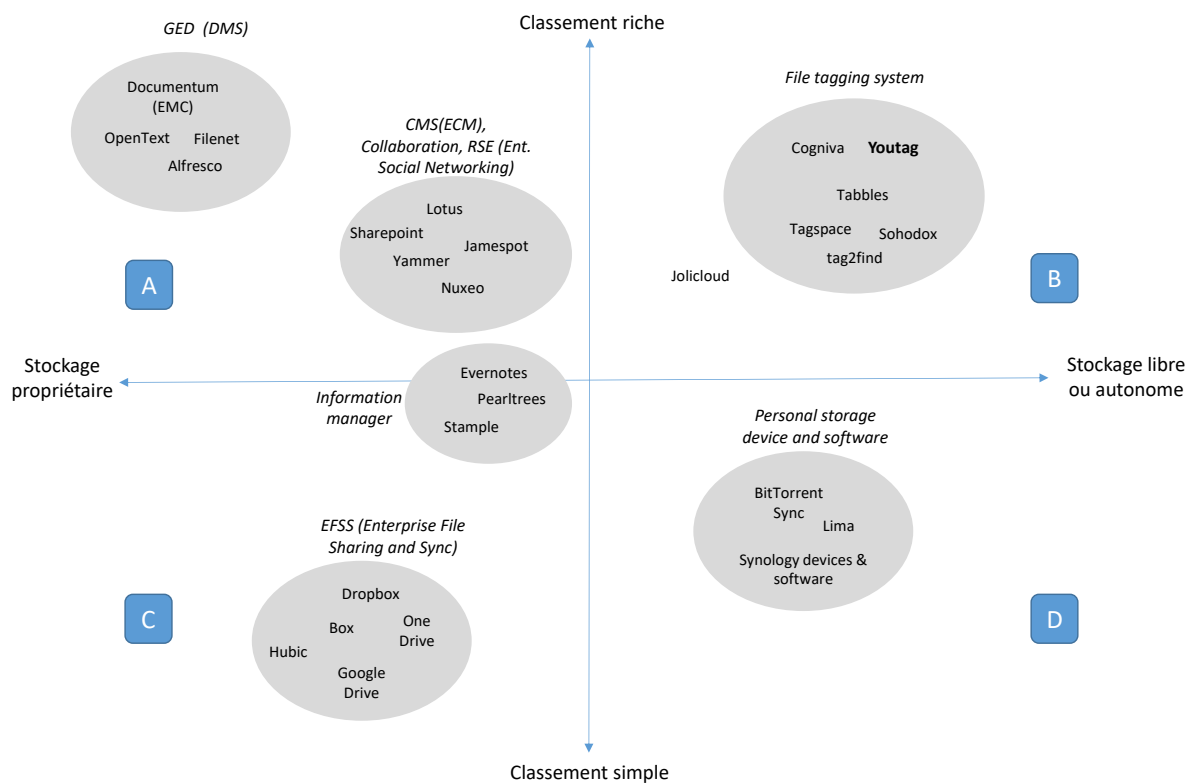 Classement riche
GED (DMS)
Documentum
(EMC)
OpenText
Filenet
Alfresco
CMS(ECM),
Collaboration, RSE (Ent.
Social Networking)
Lotus
Sharepoint
Jamespot
Yammer
Nuxeo
File tagging system
Cogniva
Youtag
Tabbles
Tagspace
Sohodox
tag2find
Jolicloud
A
B
Stockage
propriétaire
Stockage libre
ou autonome
Information
manager
Evernotes
Pearltrees
Stample
Personal storage
device and software
BitTorrent
Sync
Lima
Synology devices &
software
EFSS (Enterprise File
Sharing and Sync)
Dropbox
Box
One
Drive
Hubic
Google
Drive
C
D
Classement simple